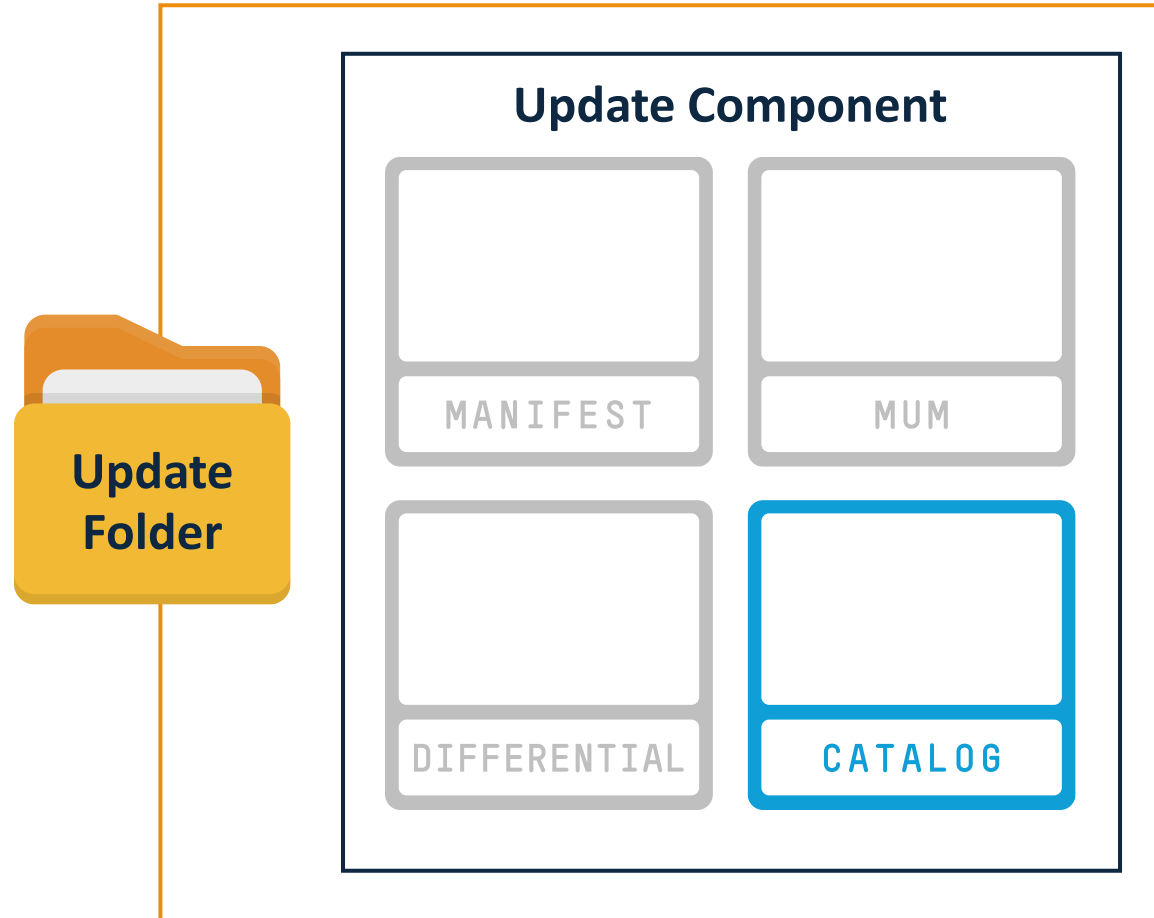 Update Component
MANIFEST
MUM
Update
Folder
DIFFERENTIAL
CATALOG